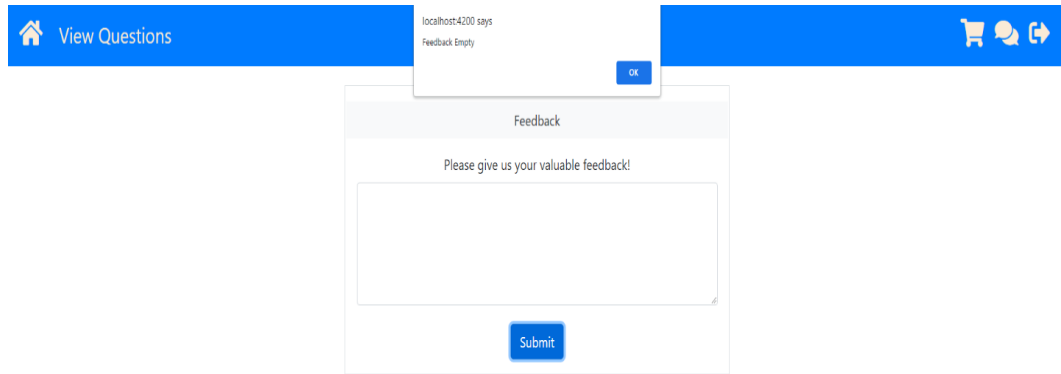 View Questions
localhost:4200 says
Feedback Empty
OK
Feedback
Please give us your valuable feedback!
Submit